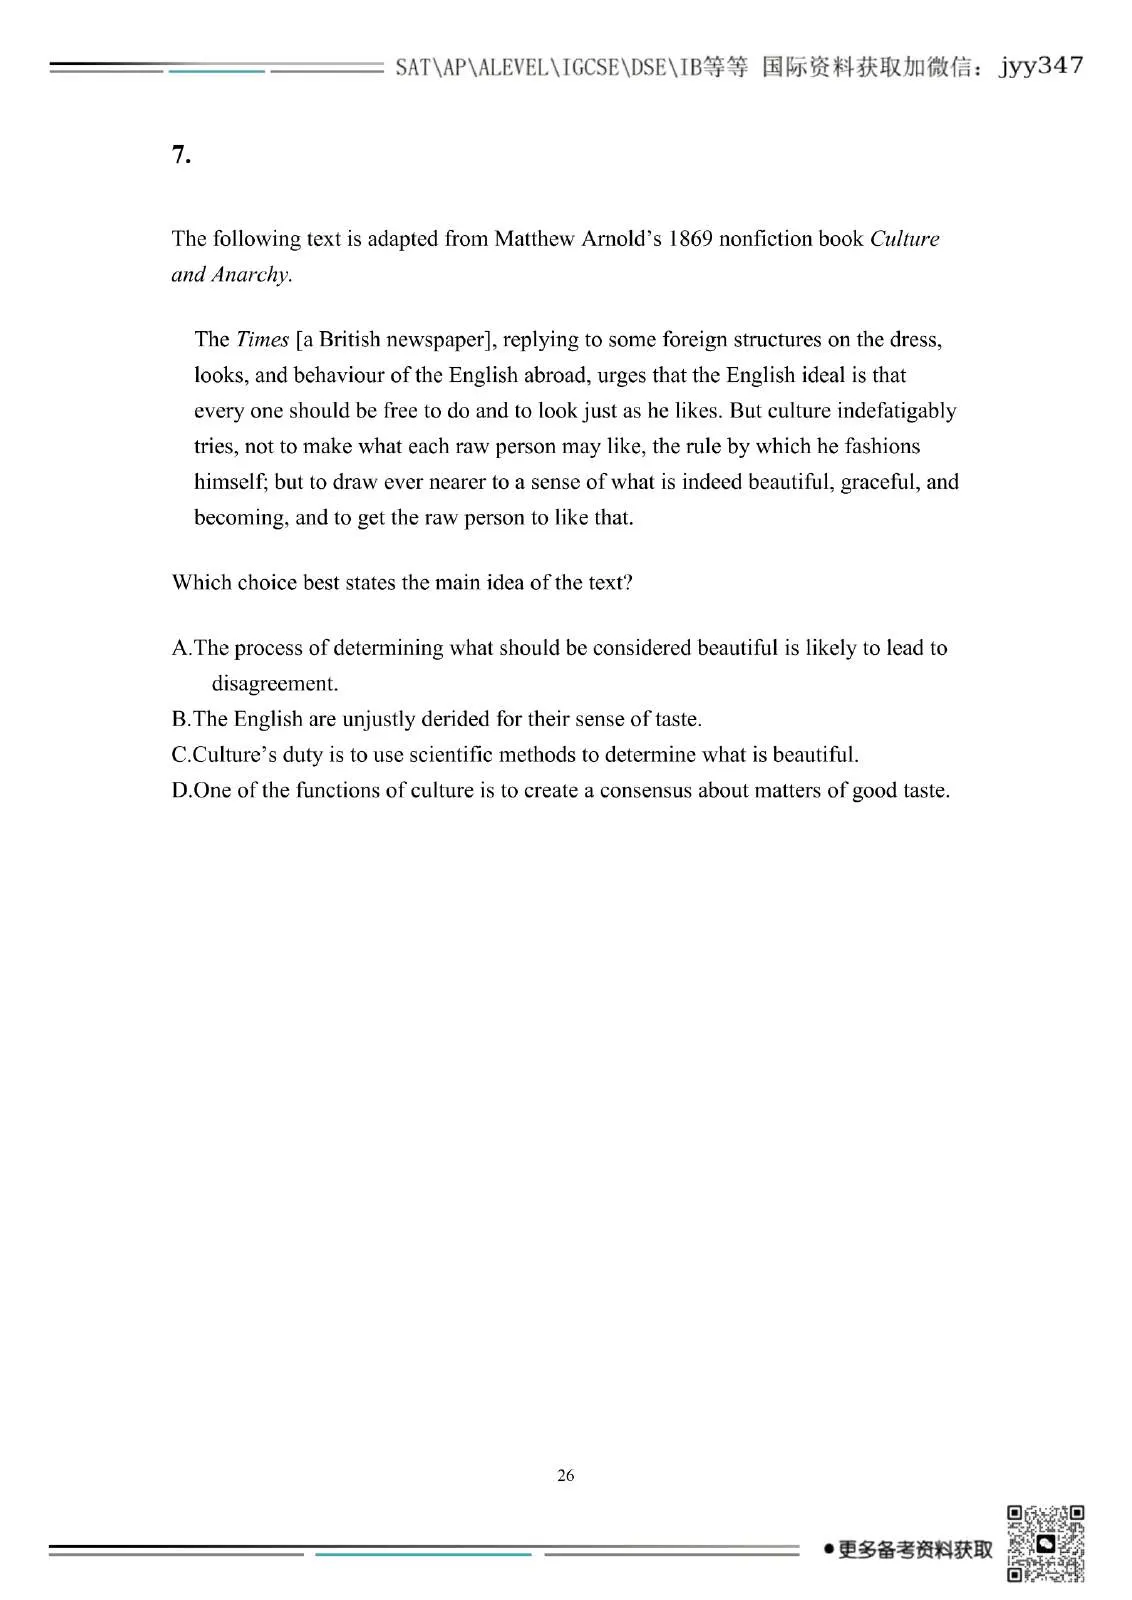 SAT\AP\ALEVEL\IGCSE\DSE\IB等等 国际资料获取加微信：jyy347
7.
The following text is adapted from Matthew Arnold’s 1869 nonfiction book Culture
and Anarchy.
The Times [a British newspaper], replying to some foreign structures on the dress,
looks, and behaviour of the English abroad, urges that the English ideal is that
every one should be free to do and to look just as he likes. But culture indefatigably
tries, not to make what each raw person may like, the rule by which he fashions
himself; but to draw ever nearer to a sense of what is indeed beautiful, graceful, and
becoming, and to get the raw person to like that.
Which choice best states the main idea of the text?
A.The process of determining what should be considered beautiful is likely to lead to
disagreement.
B.The English are unjustly derided for their sense of taste.
C.Culture’s duty is to use scientific methods to determine what is beautiful.
D.One of the functions of culture is to create a consensus about matters of good taste.
26
●更多备考资料获取